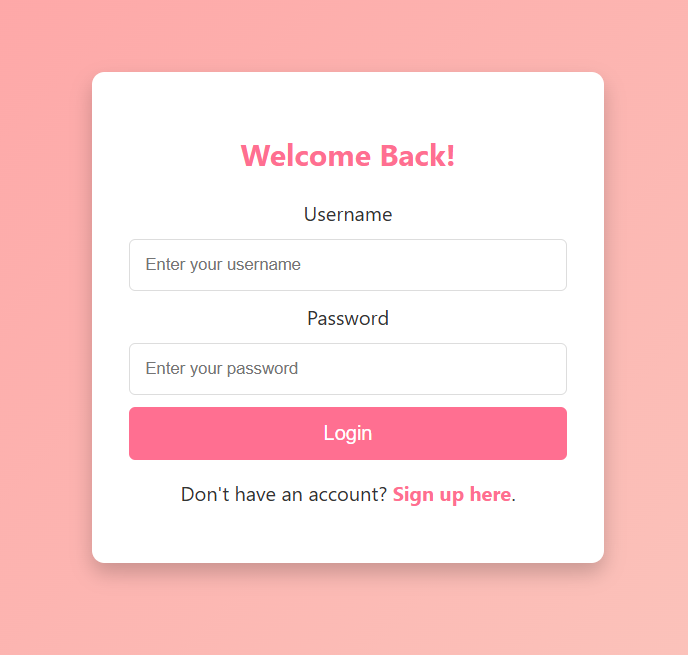 Welcome Back!
Username
Enter your username
Password
Enter your password
Login
Don't have an account? Sign up here.